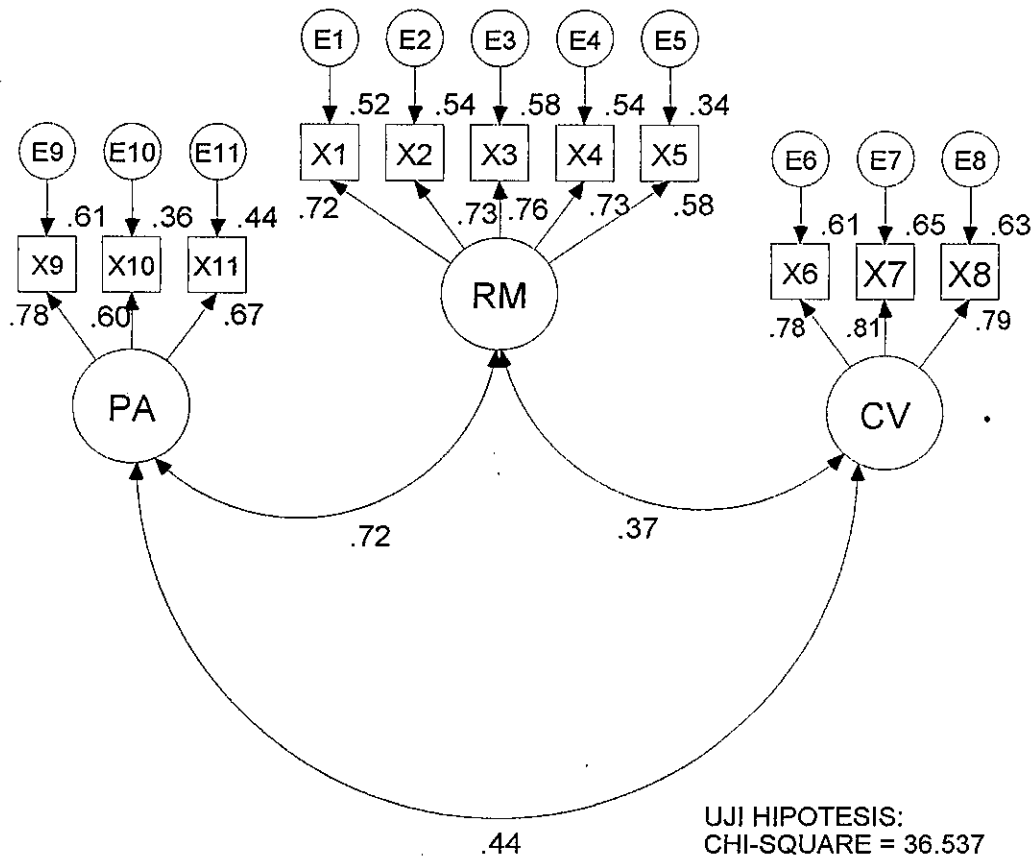 E1 E2 E3 E4 E5
.52 .54 .58 .54 .34
X1 X2 X3 X4 X5
.72 .73 .76 .73 .58
RM
E9 E10 E11
.61 .36 .44
X9 X10 X11
.78 .60 .67
PA
E6 E7 E8
.61 .65 .63
X6 X7 X8
.78 .81 .79
CV
.72
.37
.44
UJI HIPOTESIS:
CHI-SQUARE = 36.537